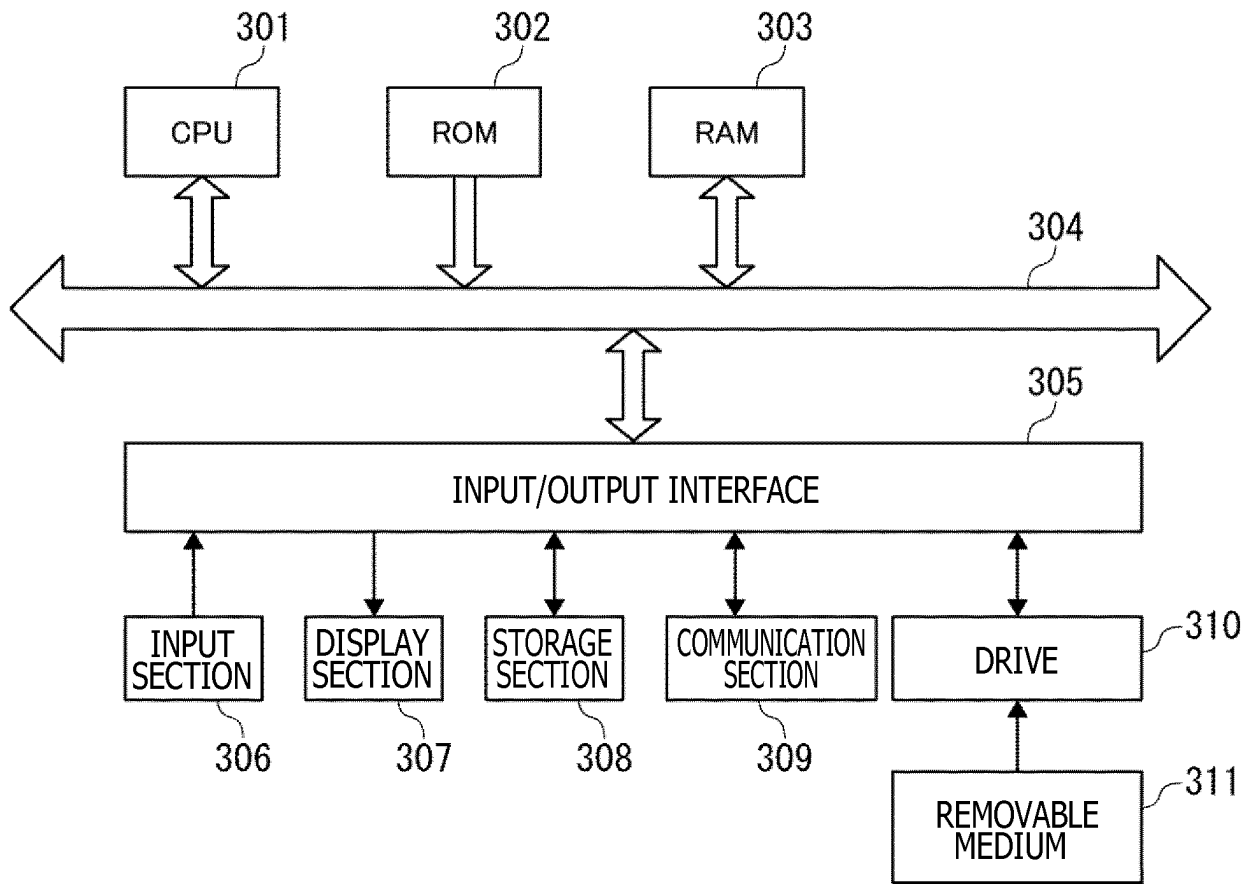 301
302
303
CPU
ROM
RAM
304
305
INPUT/OUTPUT INTERFACE
INPUT
SECTION
DISPLAY
SECTION
STORAGE
SECTION
COMMUNICATION
SECTION
DRIVE
310
306
307
308
309
REMOVABLE
MEDIUM
311